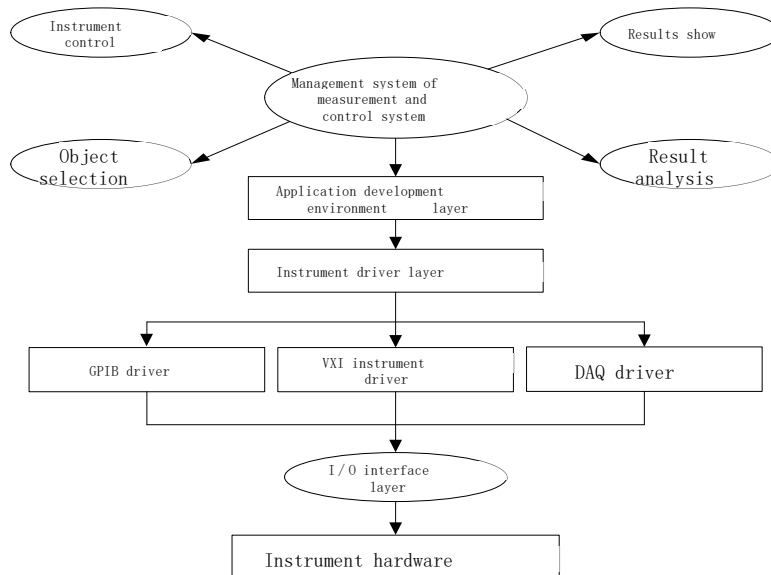 Instrument
control
Results show
Management system of
measurement and
control system
Object
selection
Result
analysis
Application development
environment layer
Instrument driver layer
GPIB driver
VXI instrument
driver
DAQ driver
I/O interface
layer
Instrument hardware